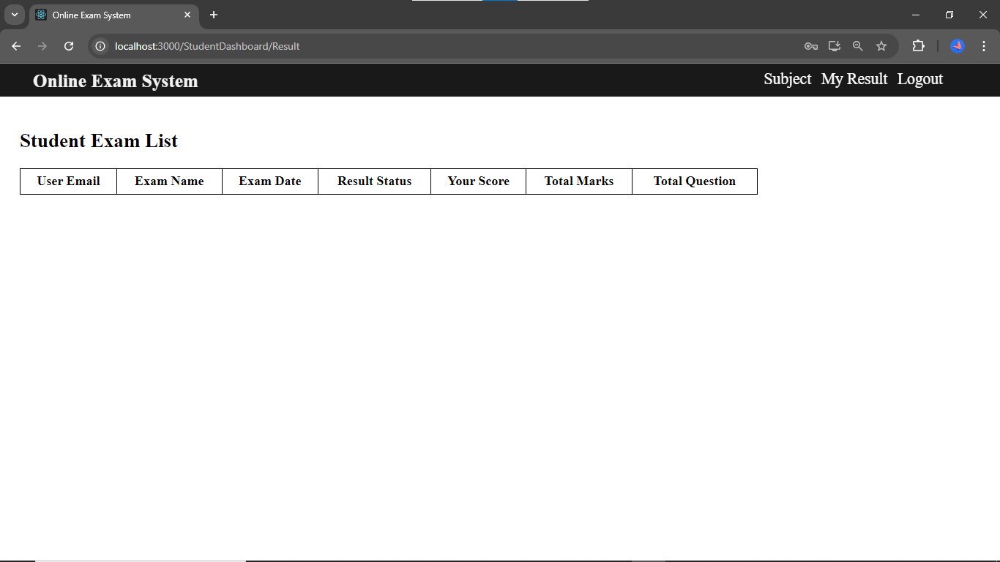 Online Exam System
localhost:3000/StudentDashboard/Result
Online Exam System Subject My Result Logout
Student Exam List
User Email Exam Name Exam Date Result Status Your Score Total Marks Total Question